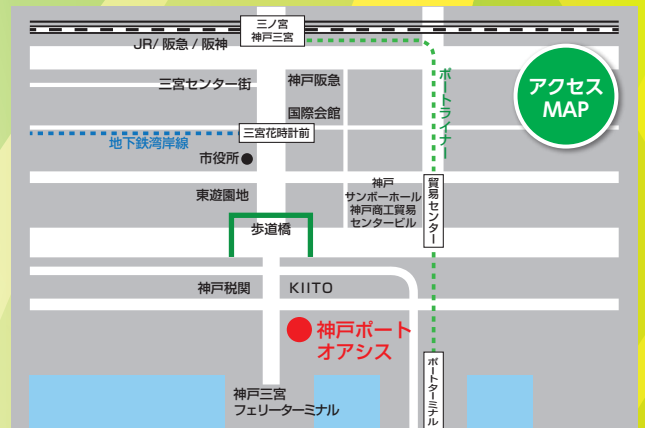 三ノ宮
神戸三宮
JR/ 阪急 / 阪神
アクセス
MAP
三宮センター街
神戸阪急
ポートライナー
国際会館
三宮花時計前
地下鉄湾岸線
市役所
東遊園地
神戸
サンボーホール
神戸商工貿易
センタービル
貿易センター
歩道橋
神戸税関
KIITO
神戸ポート
オアシス
ポートターミナル
神戸三宮
フェリーターミナル